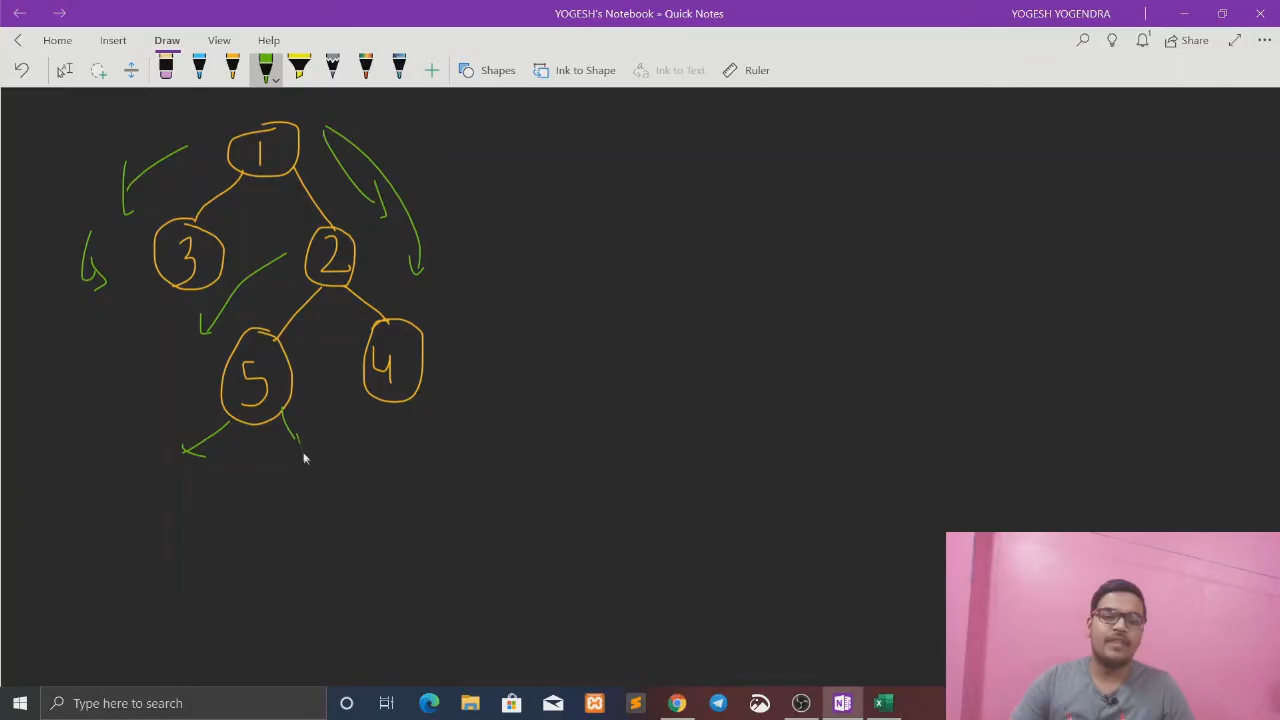 YOGESH's Notebook » Quick Notes
YOGESH YOGENDRA
Home Insert Draw View Help
Share
Shapes
Ink to Shape
Ink to Text
Ruler
1
3 2
5 4
Type here to search